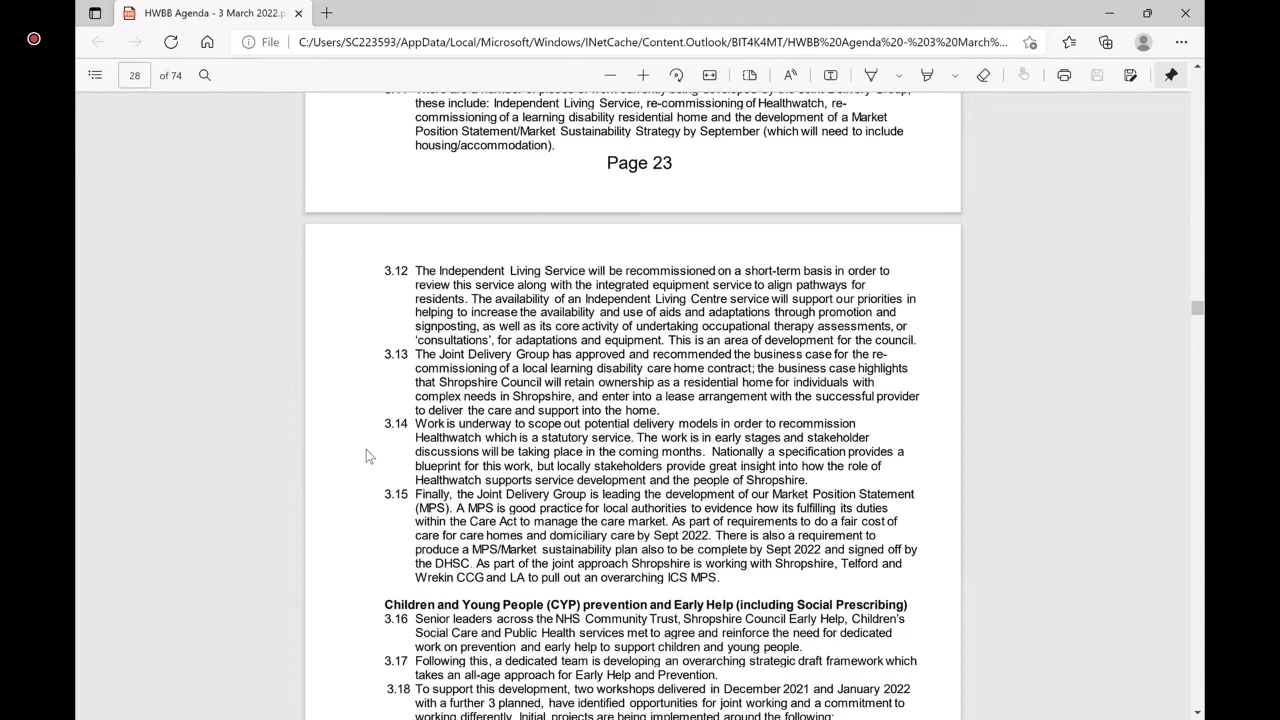 HWBB Agenda - 3 March 2022.p
File
C:/Users/SC223593/AppData/Local/Microsoft/Windows/INetCache/Content.Outlook/BIT4K4MT/HWBB%20Agenda%20-%203%20March%2...
28 of 74
these include: Independent Living Service, re-commissioning of Healthwatch, re-
commissioning of a learning disability residential home and the development of a Market
Position Statement/Market Sustainability Strategy by September (which will need to include
housing/accommodation).
Page 23
3.12 The Independent Living Service will be recommissioned on a short-term basis in order to
review this service along with the integrated equipment service to align pathways for
residents. The availability of an Independent Living Centre service will support our priorities in
helping to increase the availability and use of aids and adaptations through promotion and
signposting, as well as its core activity of undertaking occupational therapy assessments, or
‘consultations’, for adaptations and equipment. This is an area of development for the council.
3.13 The Joint Delivery Group has approved and recommended the business case for the re-
commissioning of a local learning disability care home contract; the business case highlights
that Shropshire Council will retain ownership as a residential home for individuals with
complex needs in Shropshire, and enter into a lease arrangement with the successful provider
to deliver the care and support into the home.
3.14 Work is underway to scope out potential delivery models in order to recommission
Healthwatch which is a statutory service. The work is in early stages and stakeholder
discussions will be taking place in the coming months. Nationally a specification provides a
blueprint for this work, but locally stakeholders provide great insight into how the role of
Healthwatch supports service development and the people of Shropshire.
3.15 Finally, the Joint Delivery Group is leading the development of our Market Position Statement
(MPS). A MPS is good practice for local authorities to evidence how its fulfilling its duties
within the Care Act to manage the care market. As part of requirements to do a fair cost of
care for care homes and domiciliary care by Sept 2022. There is also a requirement to
produce a MPS/Market sustainability plan also to be complete by Sept 2022 and signed off by
the DHSC. As part of the joint approach Shropshire is working with Shropshire, Telford and
Wrekin CCG and LA to pull out an overarching ICS MPS.
Children and Young People (CYP) prevention and Early Help (including Social Prescribing)
3.16 Senior leaders across the NHS Community Trust, Shropshire Council Early Help, Children’s
Social Care and Public Health services met to agree and reinforce the need for dedicated
work on prevention and early help to support children and young people.
3.17 Following this, a dedicated team is developing an overarching strategic draft framework which
takes an all-age approach for Early Help and Prevention.
3.18 To support this development, two workshops delivered in December 2021 and January 2022
with a further 3 planned, have identified opportunities for joint working and a commitment to
working differently. Initial projects are being implemented around the following: